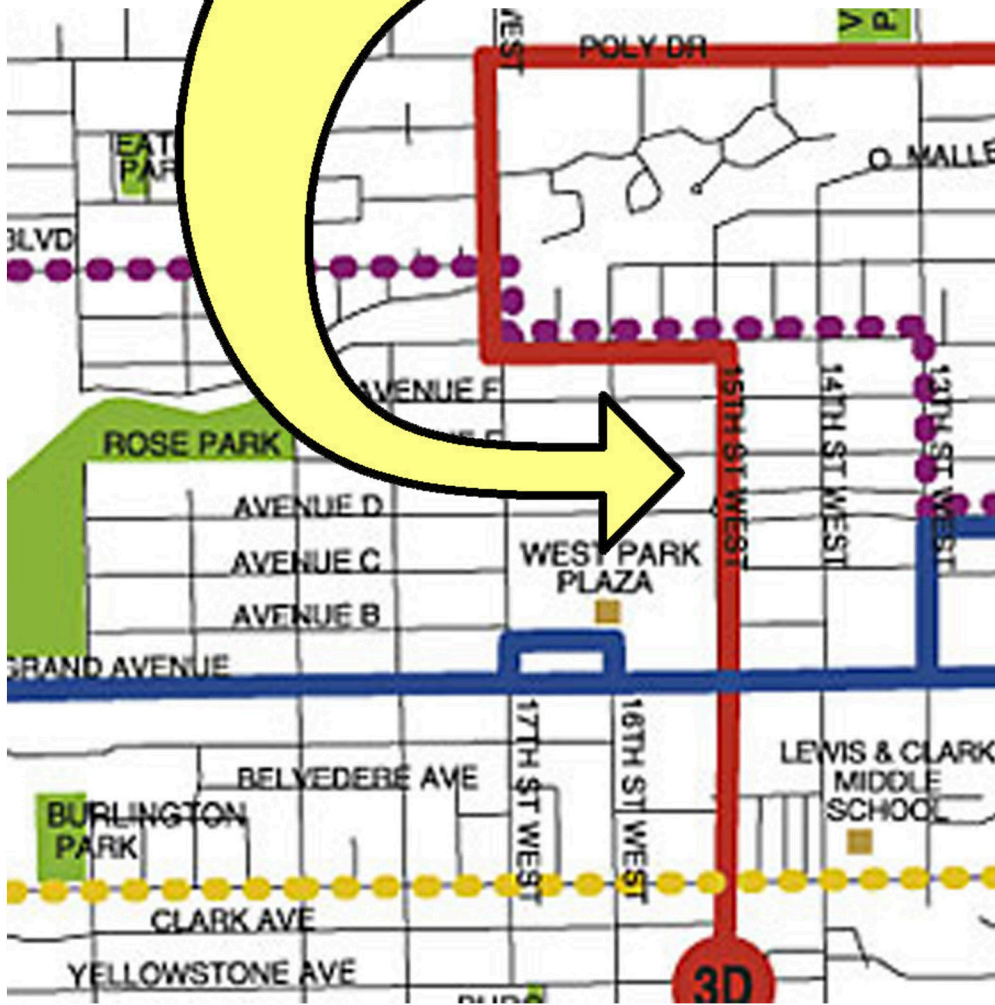 POLY DR
O MALLE
EAT
PAR
BLVD
AVENUE F
15TH ST WEST
14TH ST WEST
13TH ST WEST
ROSE PARK
AVENUE D
WEST PARK
PLAZA
AVENUE C
AVENUE B
GRAND AVENUE
17TH ST WEST
16TH ST WEST
LEWIS & CLARK
MIDDLE
SCHOOL
BELVEDERE AVE
BURLINGTON
PARK
CLARK AVE
YELLOWSTONE AVE
3D